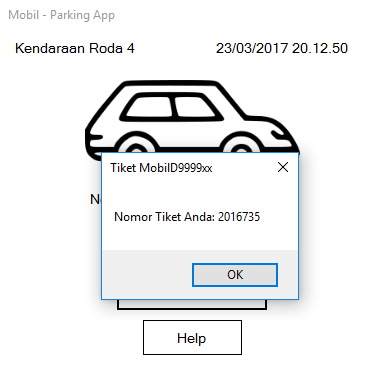 Mobil - Parking App
Kendaraan Roda 4 23/03/2017 20.12.50
Tiket MobilD9999xx
Nomor Tiket Anda: 2016735
OK
Help